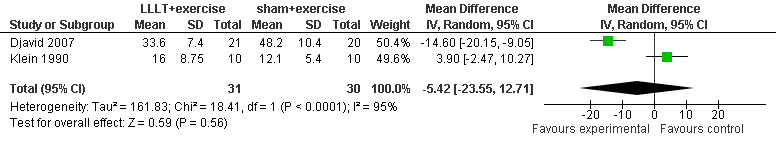 LLLT+exercise sham+exercise Mean Difference Mean Difference
Study or Subgroup Mean SD Total Mean SD Total Weight IV, Random, 95% CI IV, Random, 95% CI
Djavid 2007 33.6 7.4 21 48.2 10.4 20 50.4% -14.60 [-20.15, -9.05]
Klein 1990 16 8.75 10 12.1 5.4 10 49.6% 3.90 [-2.47, 10.27]
Total (95% CI) 31 30 100.0% -5.42 [-23.55, 12.71]
Heterogeneity: Tau² = 161.83; Chi² = 18.41, df = 1 (P < 0.0001); I² = 95%
Test for overall effect: Z = 0.59 (P = 0.56)
-20 -10 0 10 20
Favours experimental Favours control